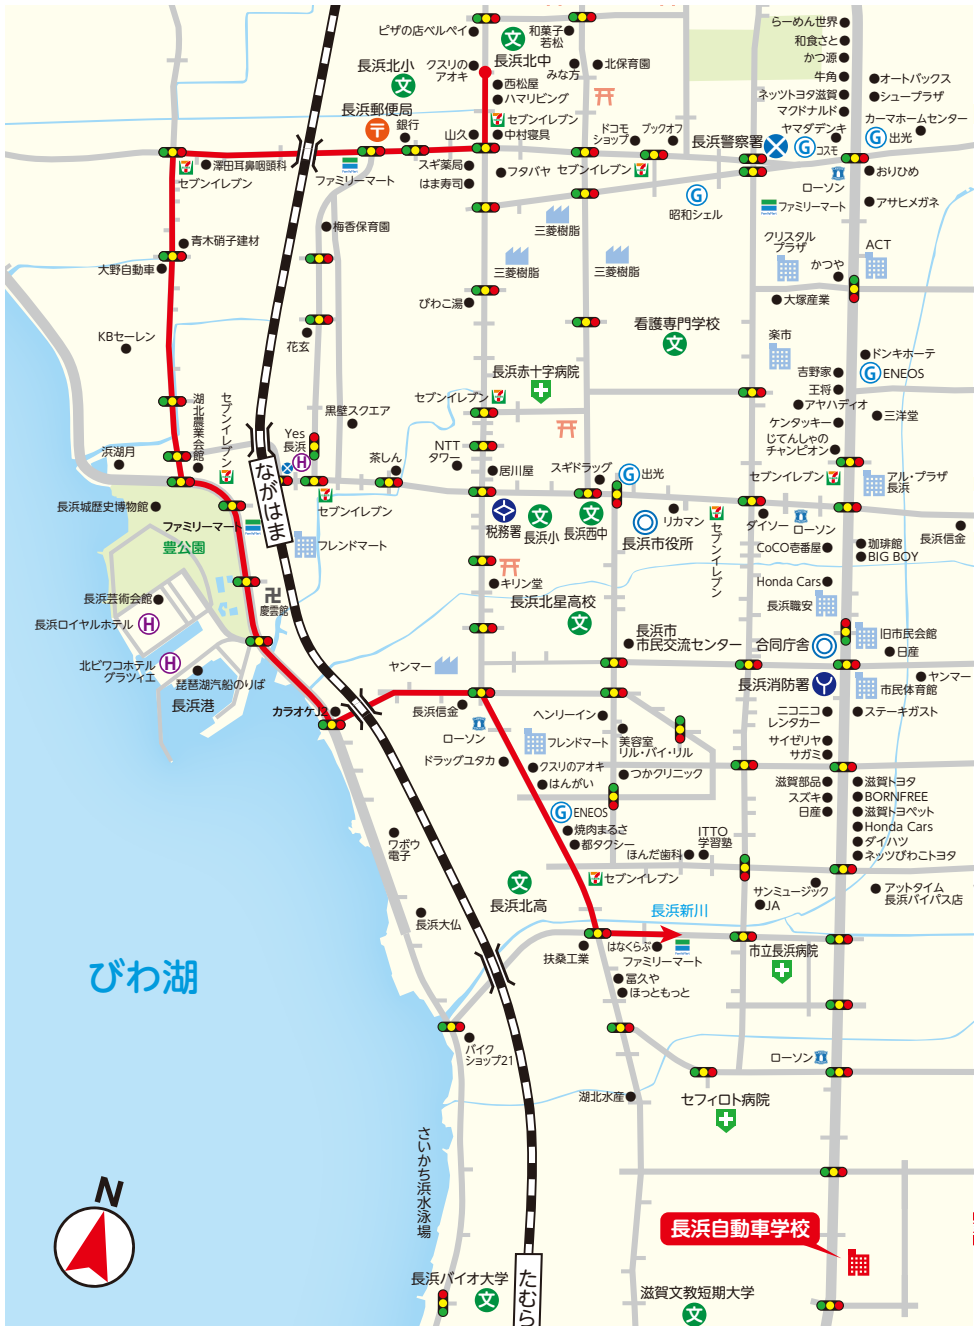 ピザの店ベルペイ
和菓子
若松
らーめん世界
和食さと
かつ源
牛角
ネッツトヨタ滋賀
マクドナルド
ヤマダデンキ
オートバックス
シュープラザ
カーマホームセンター
出光
長浜北小
文
クスリの
アオキ
文
長浜北中
みな方
北保育園
西松屋
ハマリビング
長浜郵便局
銀行
山久
セブンイレブン
中村寝具
ドコモ
ショップ
ブックオフ
長浜警察署
コスモ
澤田耳鼻咽頭科
セブンイレブン
ファミリーマート
スギ薬局
はま寿司
フタバヤ
セブンイレブン
昭和シェル
ローソン
おりひめ
ファミリーマート
アサヒメガネ
青木硝子建材
大野自動車
梅香保育園
三菱樹脂
三菱樹脂
三菱樹脂
クリスタル
プラザ
かつや
ACT
びわこ湯
大塚産業
KBセーレン
花玄
看護専門学校
文
楽市
ドンキホーテ
ENEOS
吉野家
王将
アヤハディオ
三洋堂
ケンタッキー
じてんしゃの
チャンピオン
長浜赤十字病院
セブンイレブン
湖北農業会館
セブンイレブン
黒壁スクエア
Yes
長浜
H
浜湖月
茶しん
NTT
タワー
居川屋
スギドラッグ
出光
セブンイレブン
アル・プラザ
長浜
長浜城歴史博物館
ファミリーマート
豊公園
ながはま
セブンイレブン
フレンドマート
税務署
文
長浜小
文
長浜西中
長浜市役所
リカマン
セブンイレブン
ダイソー
ローソン
CoCO壱番屋
珈琲館
BIG BOY
長浜信金
キリン堂
Honda Cars
長浜職安
長浜芸術会館
長浜ロイヤルホテル
H
慶雲館
長浜北星高校
文
長浜市
市民交流センター
合同庁舎
旧市民会館
日産
北ビワコホテル
グラツィエ
H
琵琶湖汽船のりば
長浜港
ヤンマー
長浜消防署
市民体育館
ヤンマー
カラオケJ2
長浜信金
ローソン
ヘンリーイン
フレンドマート
美容室
リル・バイ・リル
ニコニコ
レンタカー
ステーキガスト
サイゼリヤ
サガミ
ドラッグユタカ
クスリのアオキ
はんがい
つかクリニック
滋賀部品
スズキ
日産
滋賀トヨタ
BORNFREE
滋賀トヨペット
Honda Cars
ダイハツ
ネッツびわこトヨタ
ENEOS
焼肉まるさ
都タクシー
ITTO
学習塾
ほんだ歯科
ワボウ
電子
セブンイレブン
サンミュージック
JA
アットタイム
長浜バイパス店
文
長浜北高
長浜大仏
長浜新川
扶桑工業
はなくらぶ
ファミリーマート
市立長浜病院
冨久や
ほっともっと
びわ湖
バイク
ショップ21
ローソン
湖北水産
セフィロト病院
さいかち浜水泳場
N
長浜自動車学校
長浜バイオ大学
文
たむら
滋賀文教短期大学
文